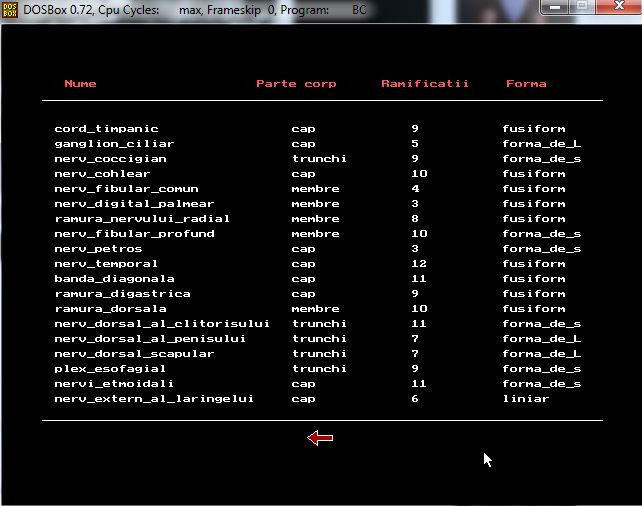 DOS BOX DOSBox 0.72, Cpu Cycles: max, Frameskip 0, Program: BC
Nume Parte corp Ramificatii Forma
cord_timpanic cap 9 fusiform
ganglion_ciliar cap 5 forma_de_L
nerv_coccigian trunchi 9 forma_de_s
nerv_cohlear cap 10 fusiform
nerv_fibular_comun membre 4 fusiform
nerv_digital_palmear membre 3 fusiform
ramura_nervului_radial membre 8 fusiform
nerv_fibular_profund membre 10 forma_de_s
nerv_petros cap 3 forma_de_s
nerv_temporal cap 12 fusiform
banda_diagonala cap 11 fusiform
ramura_digastrica cap 9 fusiform
ramura_dorsala membre 10 fusiform
nerv_dorsal_al_clitorisului trunchi 11 forma_de_s
nerv_dorsal_al_penisului trunchi 7 forma_de_L
nerv_dorsal_scapular trunchi 7 forma_de_L
plex_esofagial trunchi 9 forma_de_s
nervi_etmoidali cap 11 forma_de_s
nerv_extern_al_laringelui cap 6 liniar